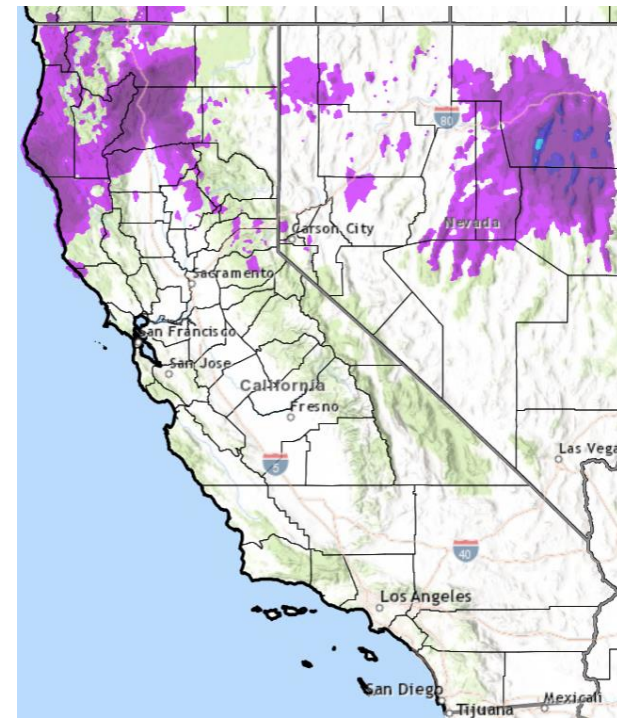 80
Nevada
Carson City
Sacramento
San Francisco
San Jose
California
Fresno
5
Las Vega
40
Los Angeles
San Diego
Mexicali
Tijuana